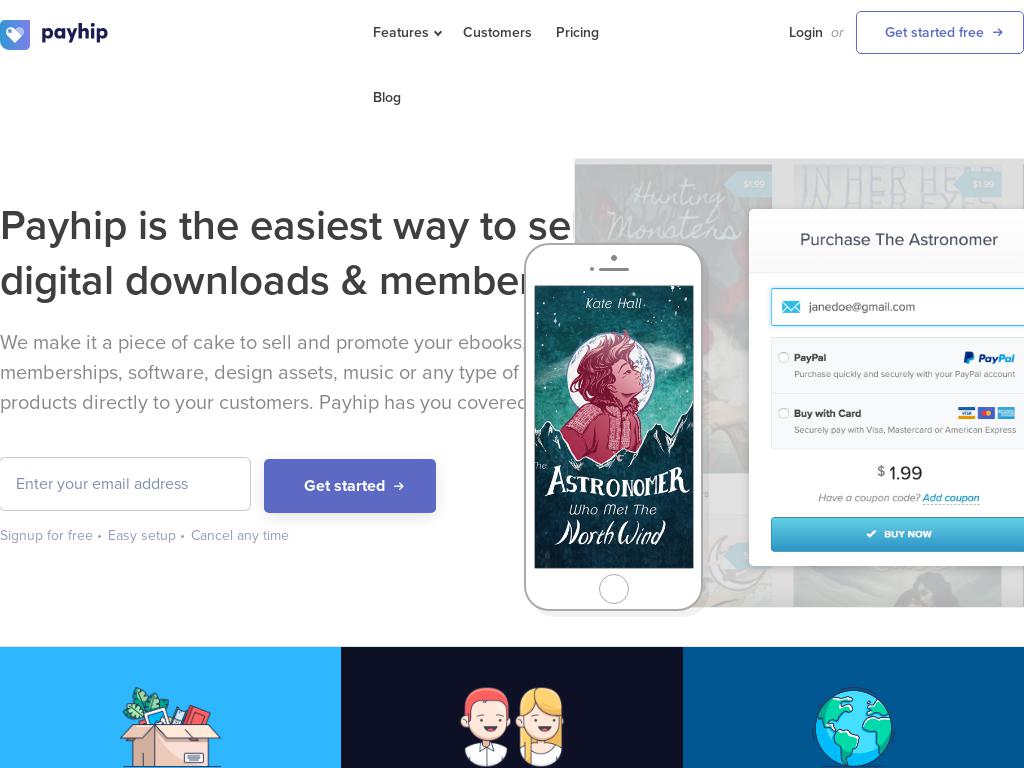 payhip
Features
Customers
Pricing
Login or
Get started free
Blog
Payhip is the easiest way to se
digital downloads & member
We make it a piece of cake to sell and promote your ebooks,
memberships, software, design assets, music or any type of
products directly to your customers. Payhip has you covered
Enter your email address
Get started
Signup for free • Easy setup • Cancel any time
Kate Hall
The
ASTRONOMER
Who Met The
North Wind
Hunting
Monsters
$1.99
IN HER HEAD
IN HER EYES
$1.99
Purchase The Astronomer
janedoe@gmail.com
PayPal
PayPal
Purchase quickly and securely with your PayPal account
Buy with Card
VISA
Securely pay with Visa, Mastercard or American Express
$ 1.99
Have a coupon code? Add coupon
BUY NOW